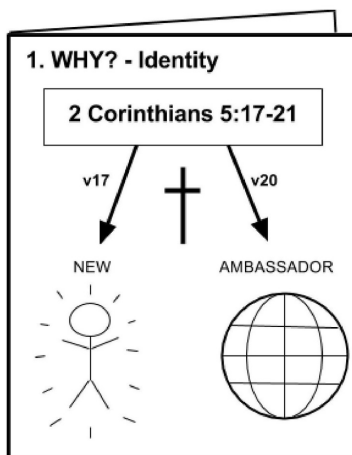 1. WHY? - Identity
2 Corinthians 5:17-21
v17 v20
NEW AMBASSADOR